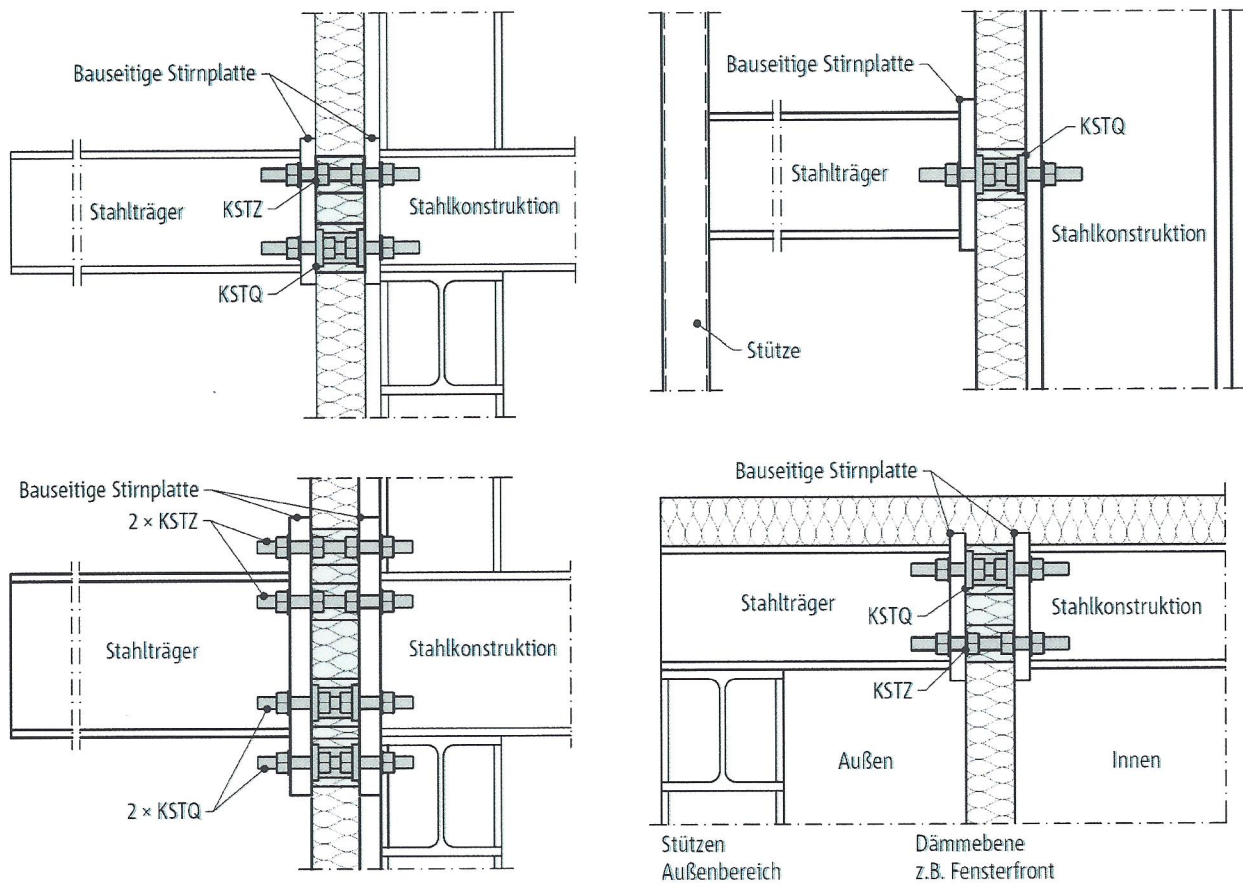 Bauseitige Stirnplatte
Stahlträger
KSTZ
Stahlkonstruktion
KSTQ
Bauseitige Stirnplatte
KSTQ
Stahlträger
Stahlkonstruktion
Stütze
Bauseitige Stirnplatte
2 × KSTZ
Stahlträger
Stahlkonstruktion
2 × KSTQ
Bauseitige Stirnplatte
Stahlträger
KSTQ
Stahlkonstruktion
KSTZ
Außen
Innen
Stützen
Außenbereich
Dämmebene
z.B. Fensterfront